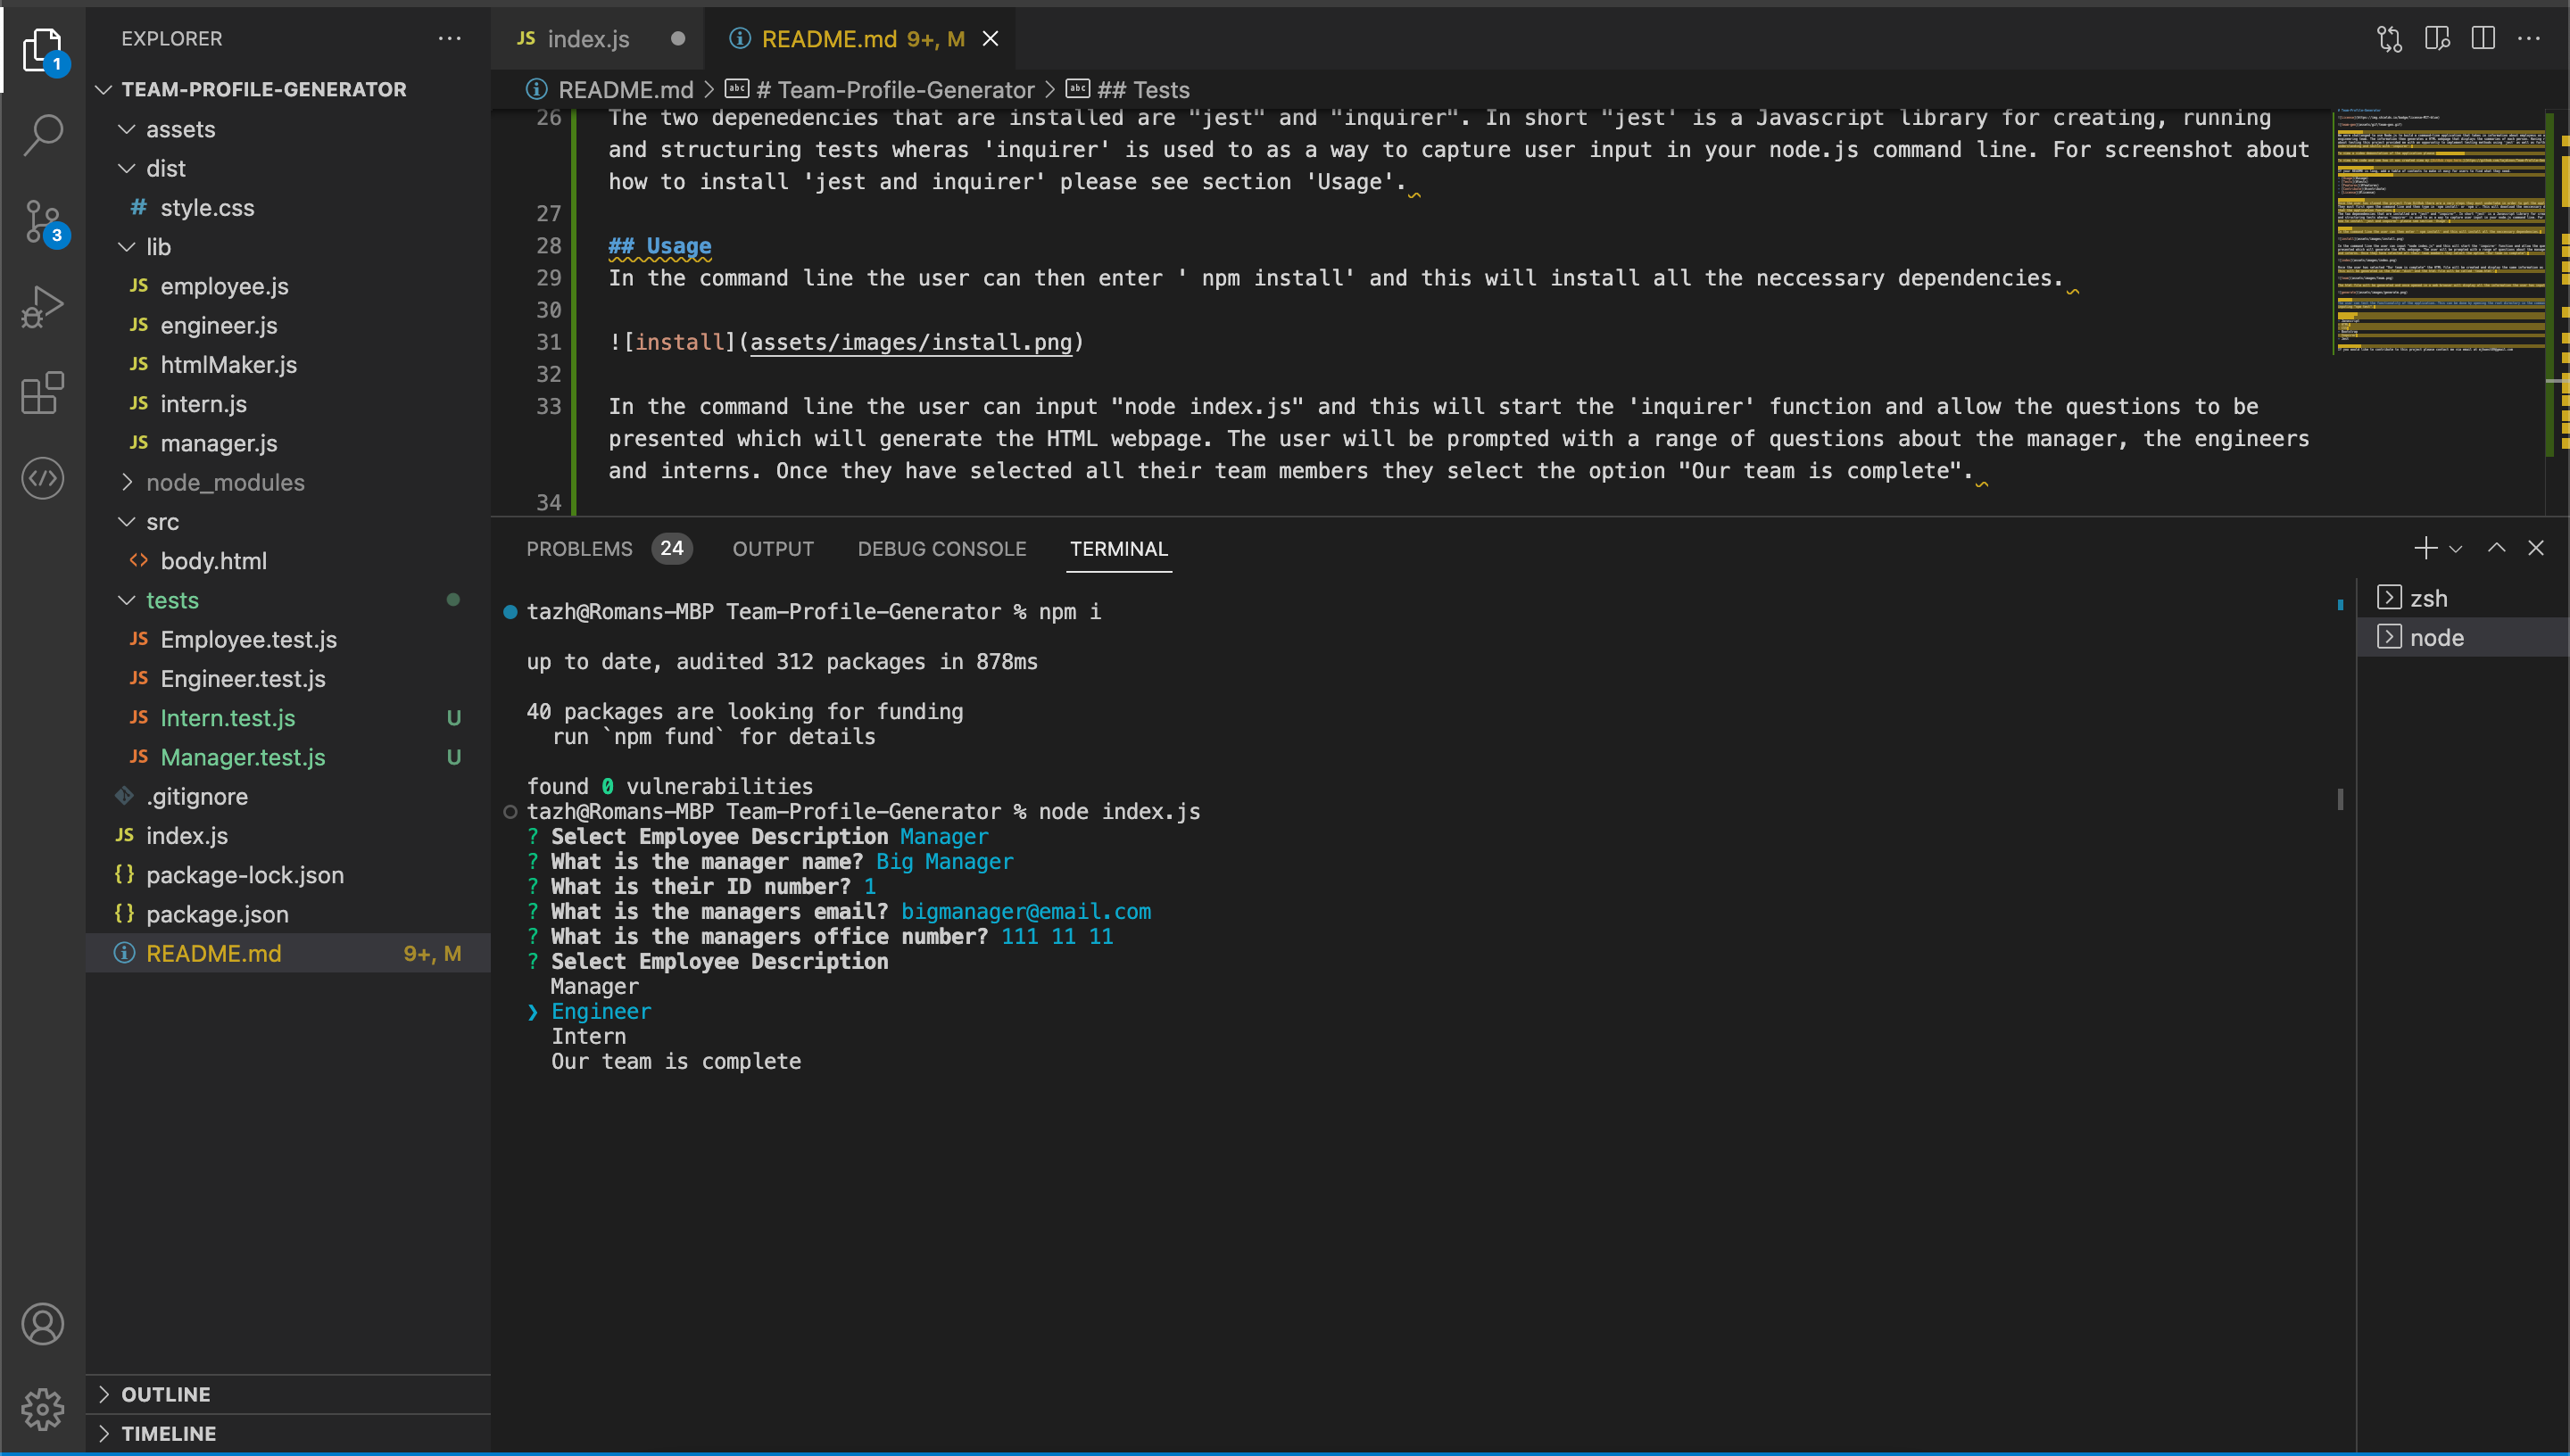 EXPLORER
1
TEAM-PROFILE-GENERATOR
assets
dist
# style.css
lib
JS employee.js
JS engineer.js
JS htmlMaker.js
JS intern.js
JS manager.js
node_modules
src
<> body.html
tests
JS Employee.test.js
JS Engineer.test.js
JS Intern.test.js U
JS Manager.test.js U
.gitignore
JS index.js
{} package-lock.json
{} package.json
README.md 9+, M
3
OUTLINE
TIMELINE
JS index.js
README.md 9+, M
README.md > # Team-Profile-Generator > ## Tests
26 The two depenedencies that are installed are "jest" and "inquirer". In short "jest' is a Javascript library for creating, running
and structuring tests wheras 'inquirer' is used to as a way to capture user input in your node.js command line. For screenshot about
how to install 'jest and inquirer' please see section 'Usage'.
27
28 ## Usage
29 In the command line the user can then enter ' npm install' and this will install all the neccessary dependencies.
30
31 ![install](assets/images/install.png)
32
33 In the command line the user can input "node index.js" and this will start the 'inquirer' function and allow the questions to be
presented which will generate the HTML webpage. The user will be prompted with a range of questions about the manager, the engineers
and interns. Once they have selected all their team members they select the option "Our team is complete".
34
PROBLEMS 24 OUTPUT DEBUG CONSOLE TERMINAL
tazh@Romans-MBP Team-Profile-Generator % npm i
up to date, audited 312 packages in 878ms
40 packages are looking for funding
run `npm fund` for details
found 0 vulnerabilities
tazh@Romans-MBP Team-Profile-Generator % node index.js
? Select Employee Description Manager
? What is the manager name? Big Manager
? What is their ID number? 1
? What is the managers email? bigmanager@email.com
? What is the managers office number? 111 11 11
? Select Employee Description
Manager
❯ Engineer
Intern
Our team is complete
zsh
node